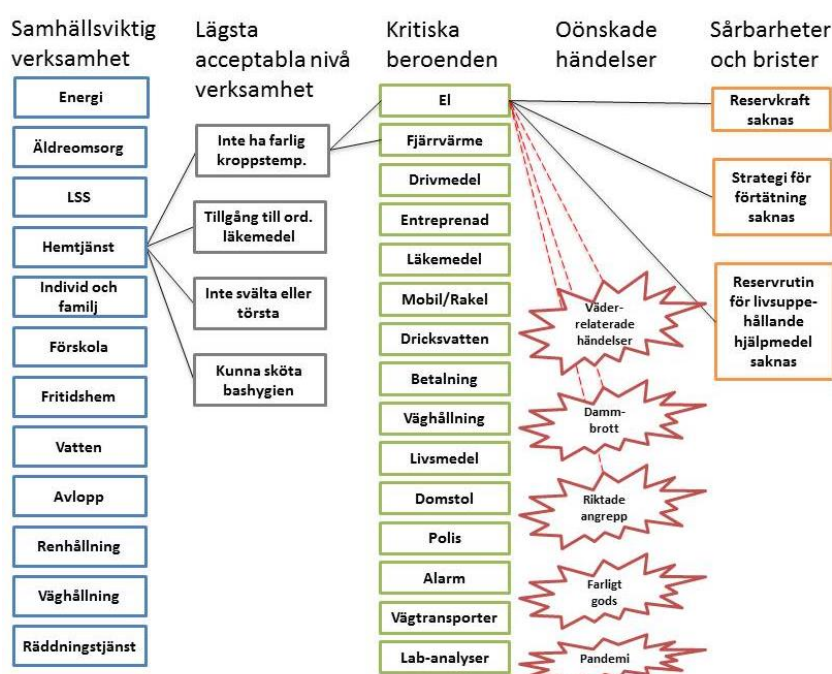 Samhällsviktig
verksamhet
Energi
Äldreomsorg
LSS
Hemtjänst
Individ och
familj
Förskola
Fritidshem
Vatten
Avlopp
Renhållning
Väghållning
Räddningstjänst
Lägsta
acceptabla nivå
verksamhet
Inte ha farlig
kroppstemp.
Tillgång till ord.
läkemedel
Inte svälta eller
törsta
Kunna sköta
bashygien
Kritiska
beroenden
El
Fjärrvärme
Drivmedel
Entreprenad
Läkemedel
Mobil/Rakel
Dricksvatten
Betalning
Väghållning
Livsmedel
Domstol
Polis
Alarm
Vägtransporter
Lab-analyser
Oönskade
händelser
Väder-
relaterade
händelser
Damm-
brott
Riktade
angrepp
Farligt
gods
Pandemi
Sårbarheter
och brister
Reservkraft
saknas
Strategi för
förtätning
saknas
Reservrutin
för livsuppe-
hållande
hjälpmedel
saknas